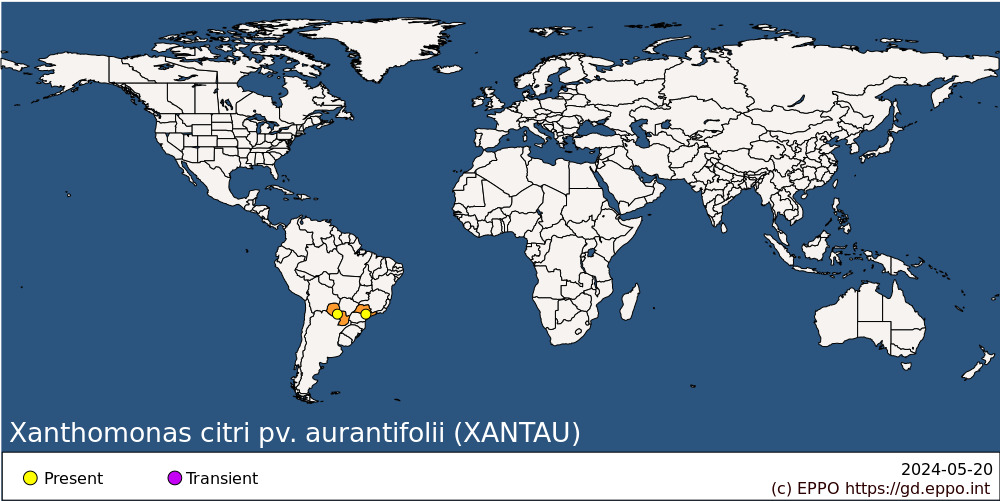 Xanthomonas citri pv. aurantifolii (XANTAU)
Present
Transient
2024-05-20
(c) EPPO https://gd.eppo.int